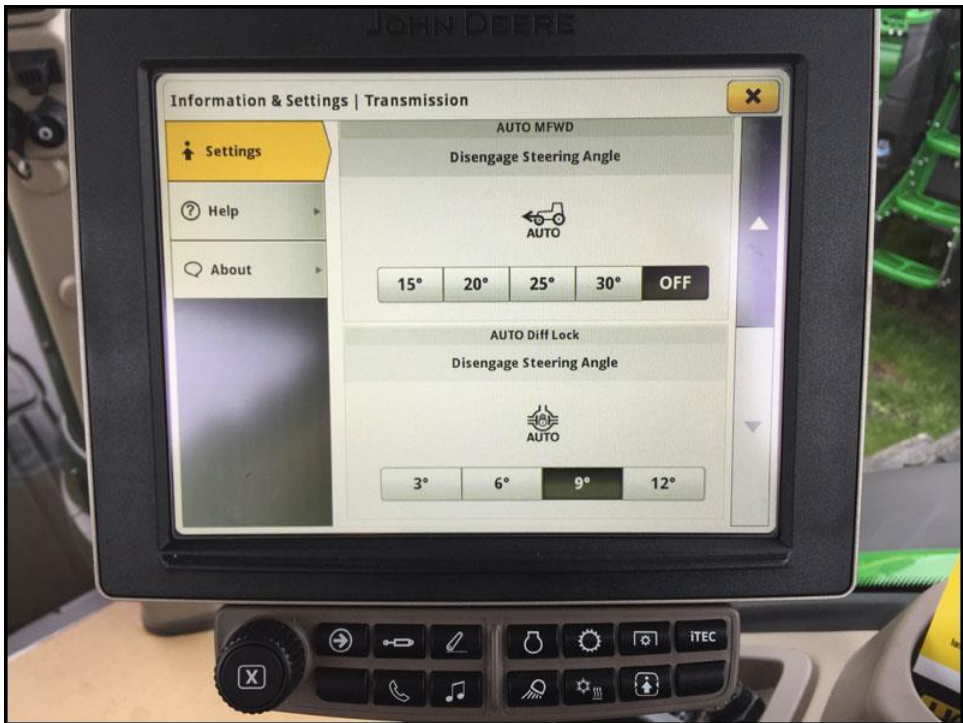 JOHN DEERE
Information & Settings | Transmission
Settings
Help
About
AUTO MFWD
Disengage Steering Angle
AUTO
15° 20° 25° 30° OFF
AUTO Diff Lock
Disengage Steering Angle
AUTO
3° 6° 9° 12°
iTEC
X